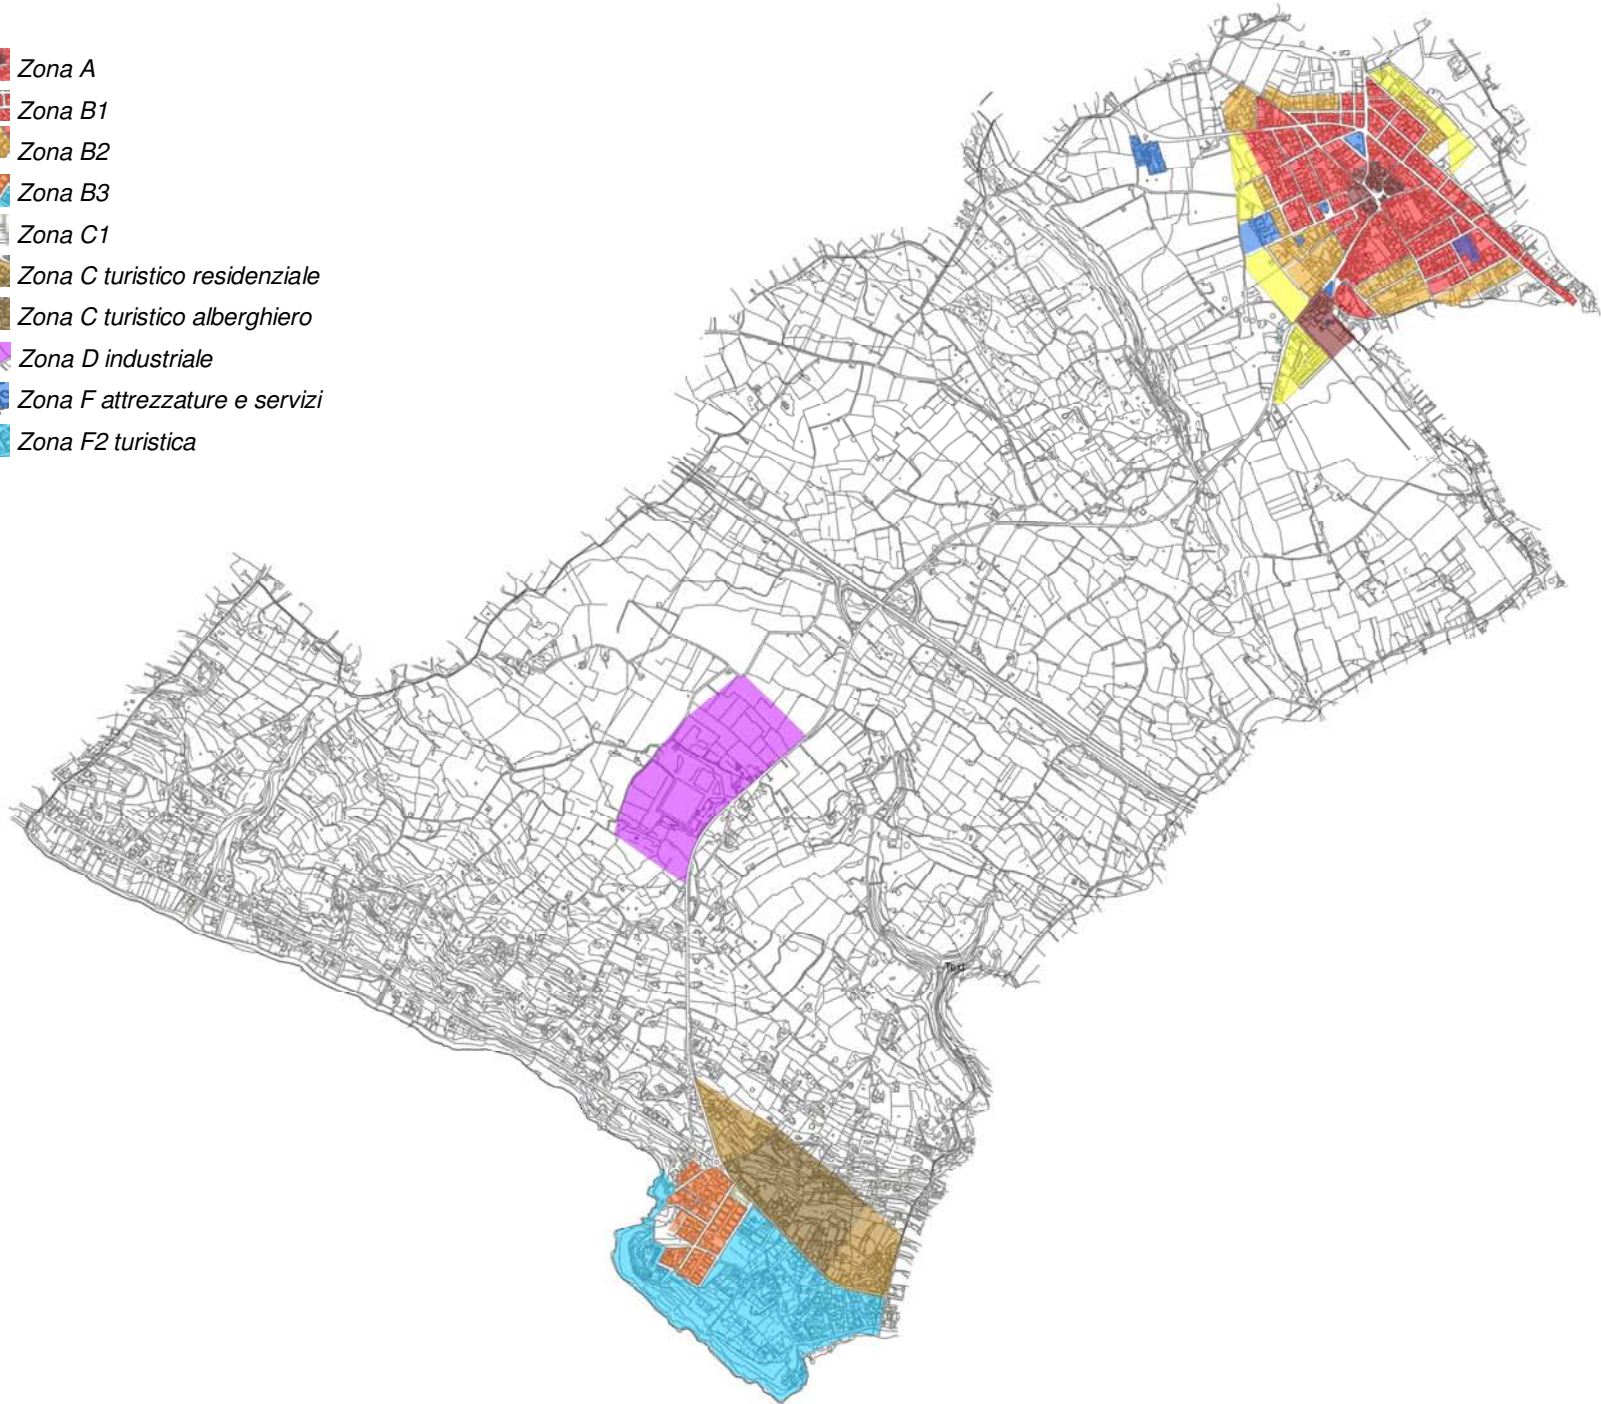 Zona A
Zona B1
Zona B2
Zona B3
Zona C1
Zona C turistico residenziale
Zona C turistico alberghiero
Zona D industriale
Zona F attrezzature e servizi
Zona F2 turistica
Text